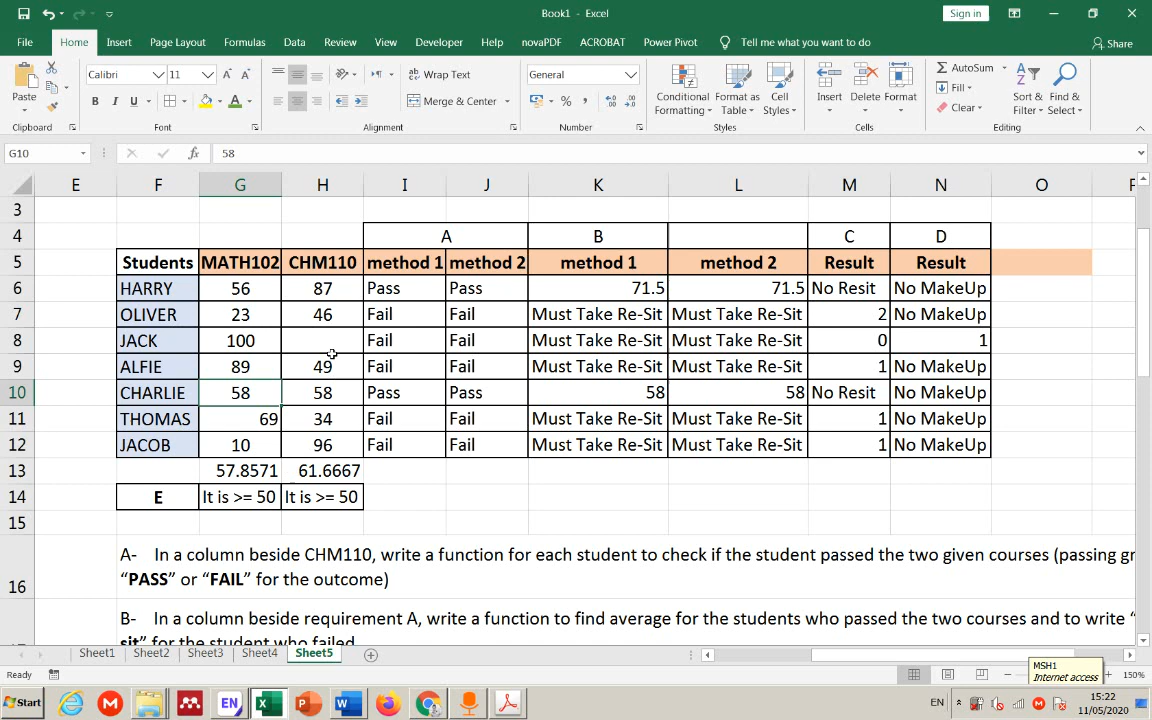 Book1 - Excel
Sign in
File Home Insert Page Layout Formulas Data Review View Developer Help novaPDF ACROBAT Power Pivot Tell me what you want to do Share
Paste
Calibri 11
B I U
Wrap Text
Merge & Center
General
Conditional Formatting
Format as Table
Cell Styles
Insert Delete Format
AutoSum
Fill
Clear
Sort & Filter
Find & Select
Clipboard Font Alignment Number Styles Cells Editing
G10 fx 58
E F G H I J K L M N O
3
4 A B C D
5 Students MATH102 CHM110 method 1 method 2 method 1 method 2 Result Result
6 HARRY 56 87 Pass Pass 71.5 71.5 No Resit No MakeUp
7 OLIVER 23 46 Fail Fail Must Take Re-Sit Must Take Re-Sit 2 No MakeUp
8 JACK 100 Fail Fail Must Take Re-Sit Must Take Re-Sit 0 1
9 ALFIE 89 49 Fail Fail Must Take Re-Sit Must Take Re-Sit 1 No MakeUp
10 CHARLIE 58 58 Pass Pass 58 58 No Resit No MakeUp
11 THOMAS 69 34 Fail Fail Must Take Re-Sit Must Take Re-Sit 1 No MakeUp
12 JACOB 10 96 Fail Fail Must Take Re-Sit Must Take Re-Sit 1 No MakeUp
13 57.8571 61.6667
14 E It is >= 50 It is >= 50
15
A- In a column beside CHM110, write a function for each student to check if the student passed the two given courses (passing gr
16 "PASS" or "FAIL" for the outcome)
B- In a column beside requirement A, write a function to find average for the students who passed the two courses and to write "
sit" for the student who failed
Sheet1 Sheet2 Sheet3 Sheet4 Sheet5
Ready
MSH1
Internet access
150%
Start
EN
EN
15:22
11/05/2020